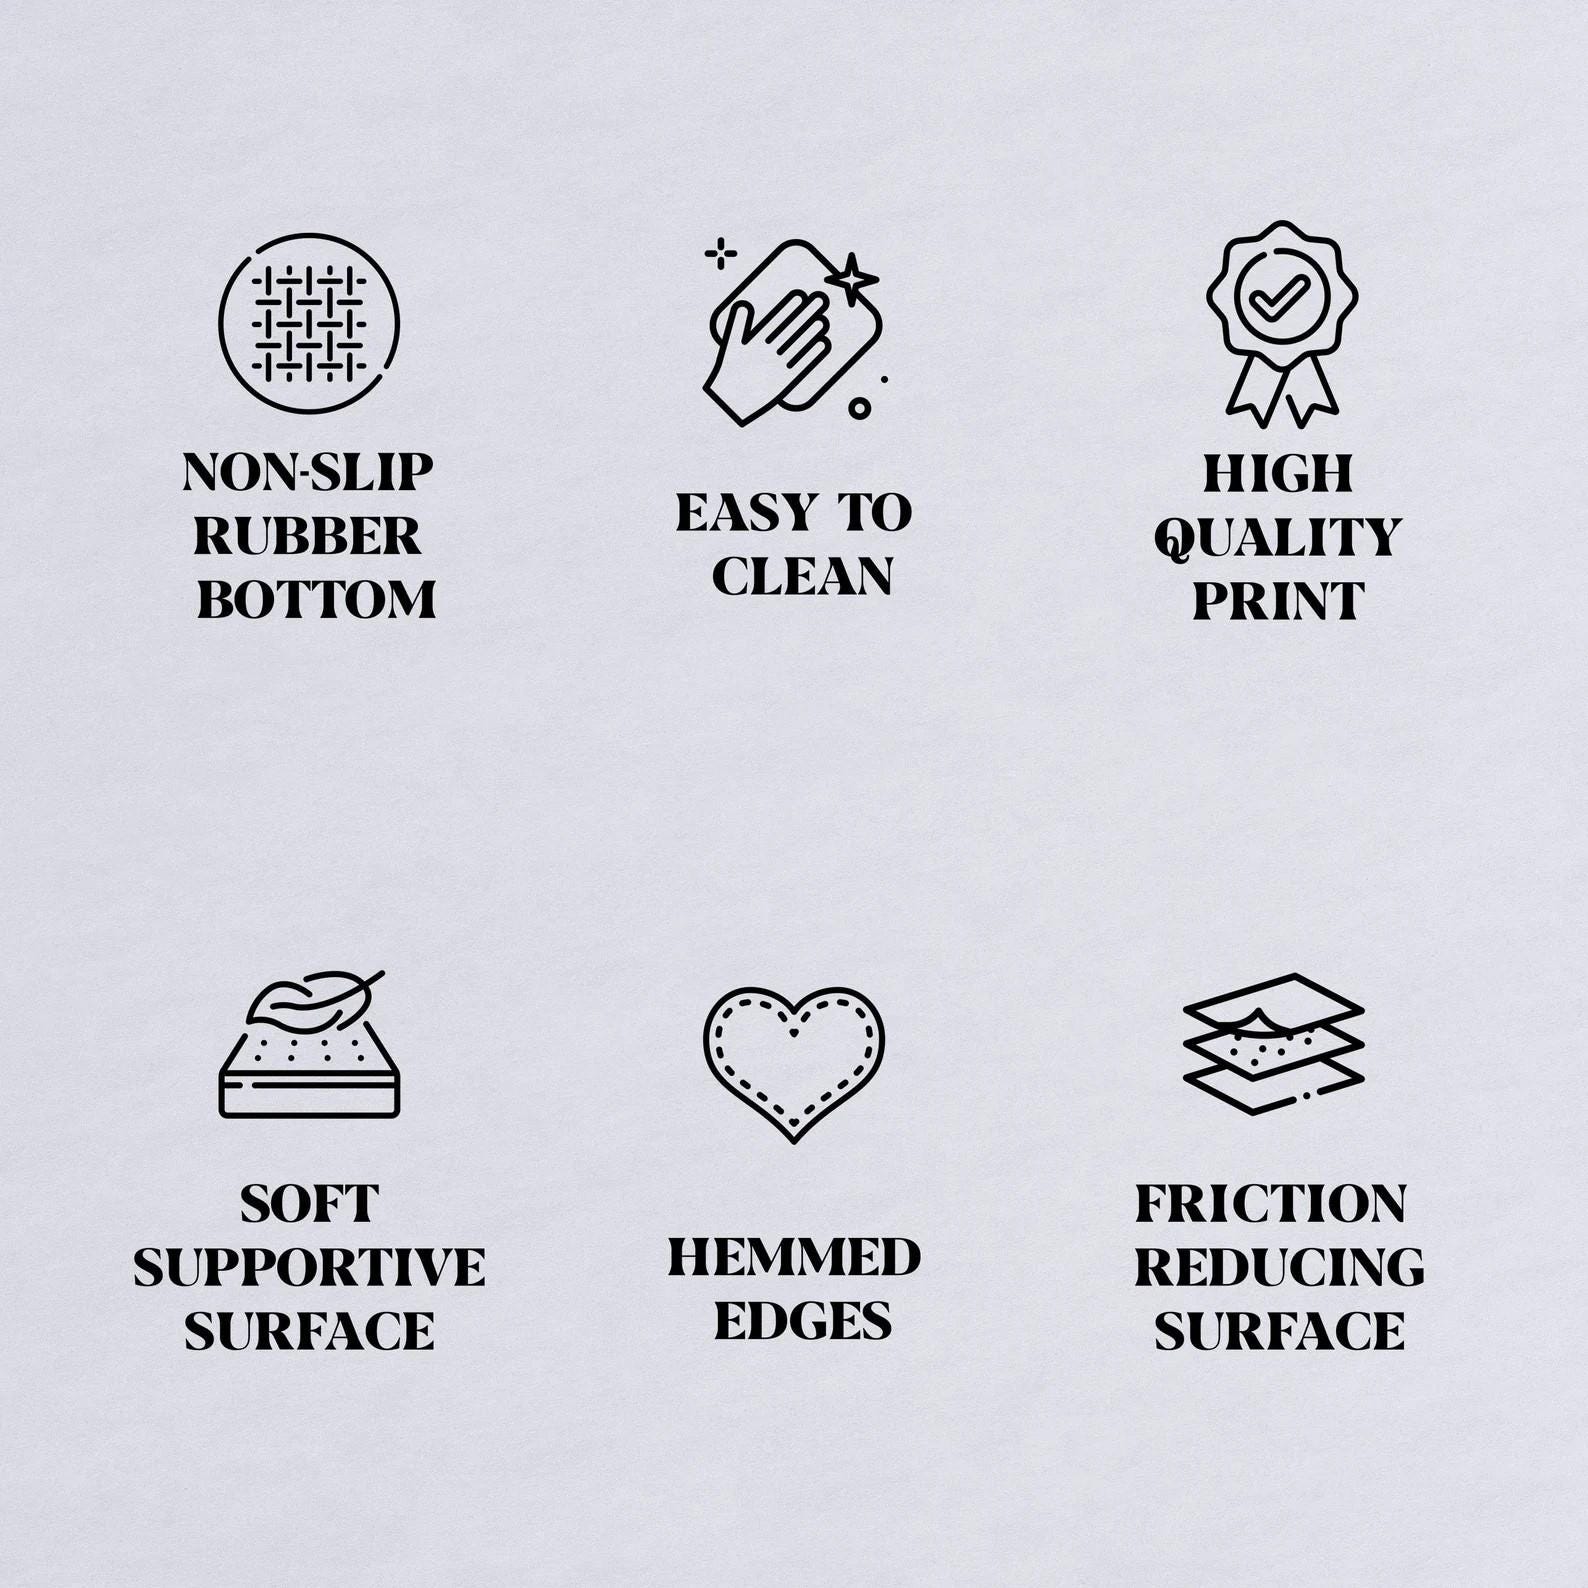 NON-SLIP
RUBBER
BOTTOM
EASY TO
CLEAN
HIGH
QUALITY
PRINT
SOFT
SUPPORTIVE
SURFACE
HEMMED
EDGES
FRICTION
REDUCING
SURFACE